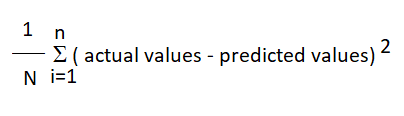 1 n
Σ ( actual values - predicted values) 2
N i=1